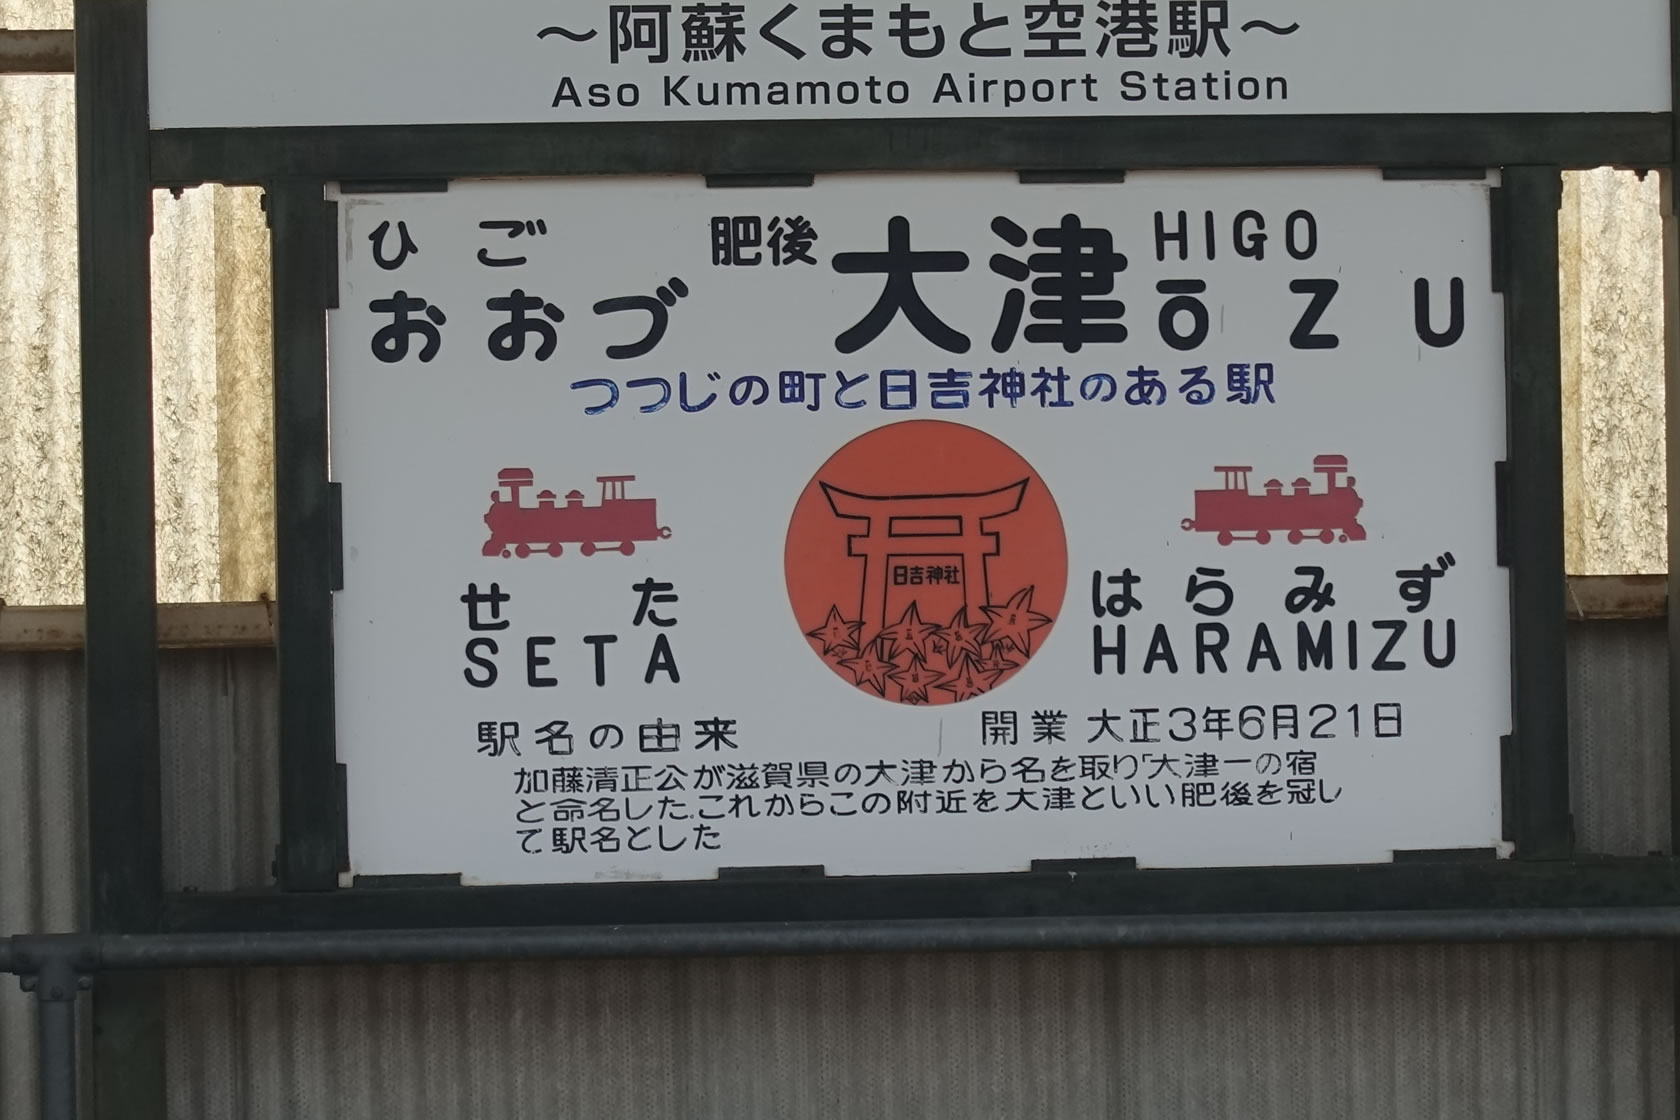 ～阿蘇くまもと空港駅～
Aso Kumamoto Airport Station
ひご 肥後 HIGO
おおづ 大津 ōZU
つつじの町と日吉神社のある駅
日吉神社
せた はらみず
SETA HARAMIZU
駅名の由来 開業 大正3年6月21日
加藤清正公が滋賀県の大津から名を取り「大津一の宿
と命名した.これからこの附近を大津といい肥後を冠し
て駅名とした